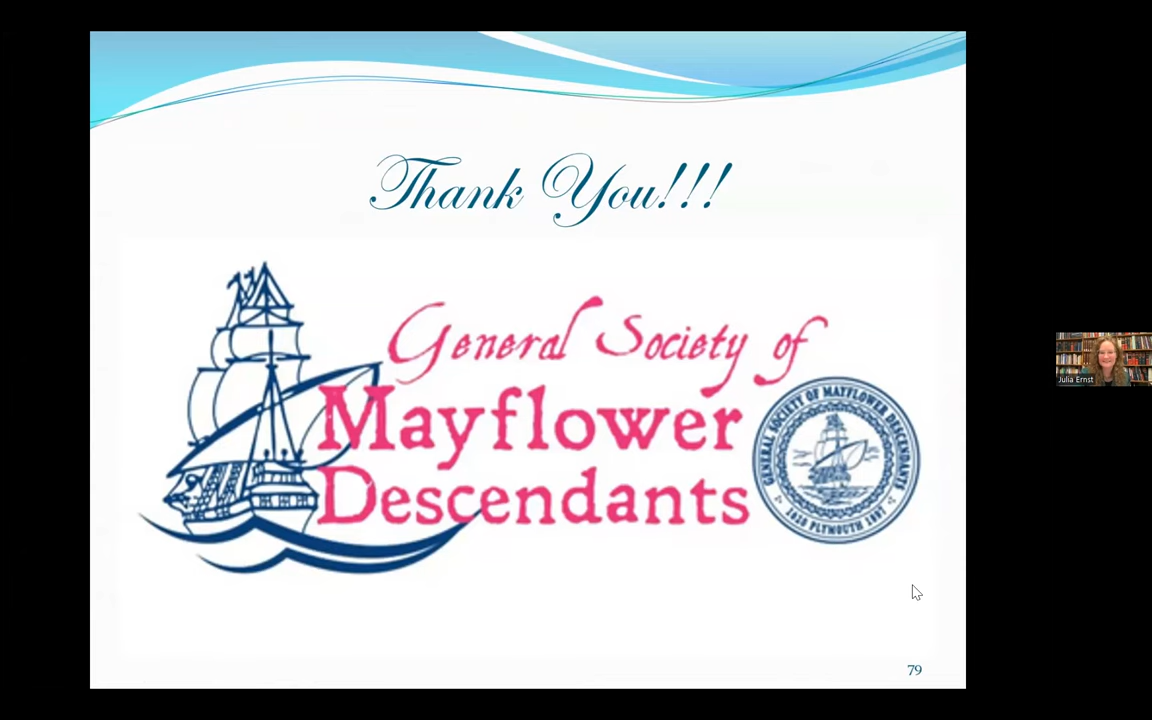 Thank You!!!
General Society of
Mayflower
Descendants
GENERAL SOCIETY OF MAYFLOWER DESCENDANTS
1620 PLYMOUTH 1897
Julia Ernst
79